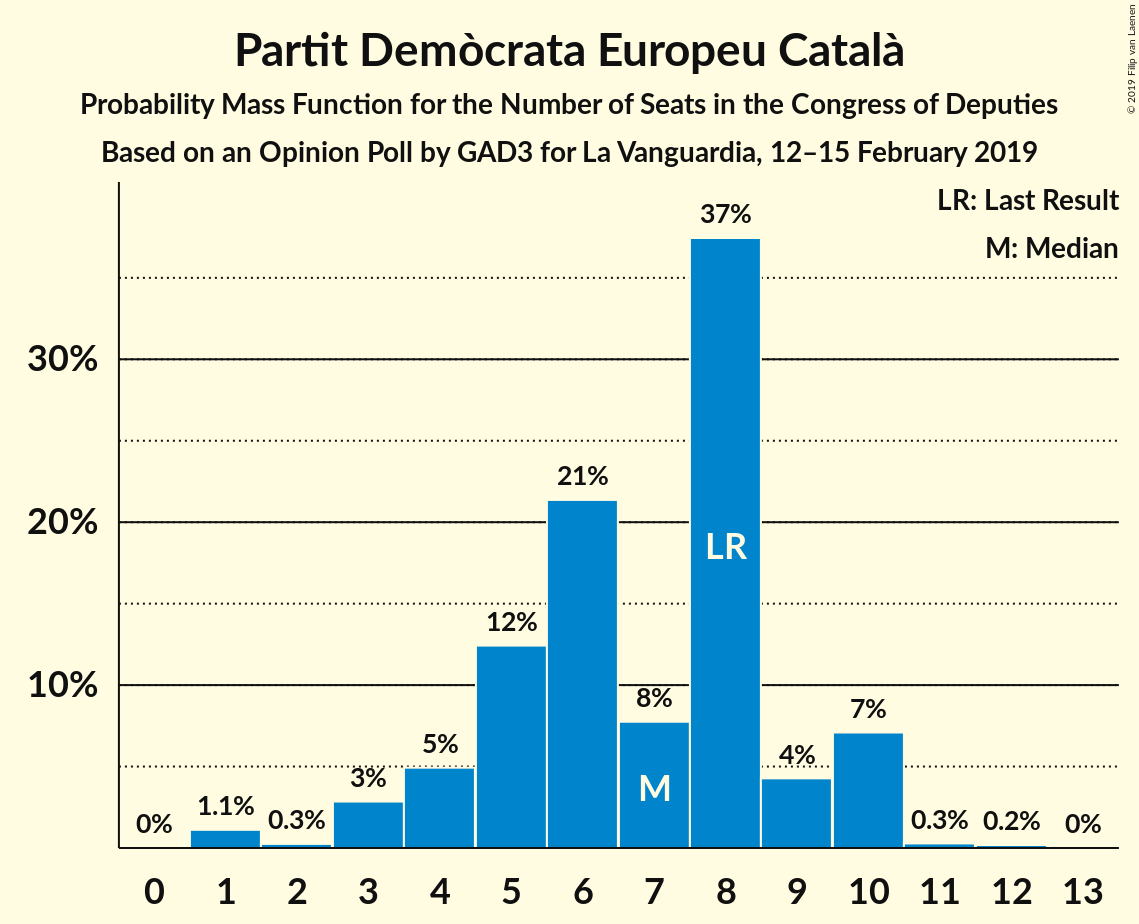 Partit Demòcrata Europeu Català
Probability Mass Function for the Number of Seats in the Congress of Deputies
Based on an Opinion Poll by GAD3 for La Vanguardia, 12–15 February 2019
© 2019 Filip van Laenen
LR: Last Result
M: Median
30%
20%
10%
0%
1.1%
0.3%
3%
5%
12%
21%
8%
37%
4%
7%
0.3%
0.2%
0%
LR
M
0 1 2 3 4 5 6 7 8 9 10 11 12 13